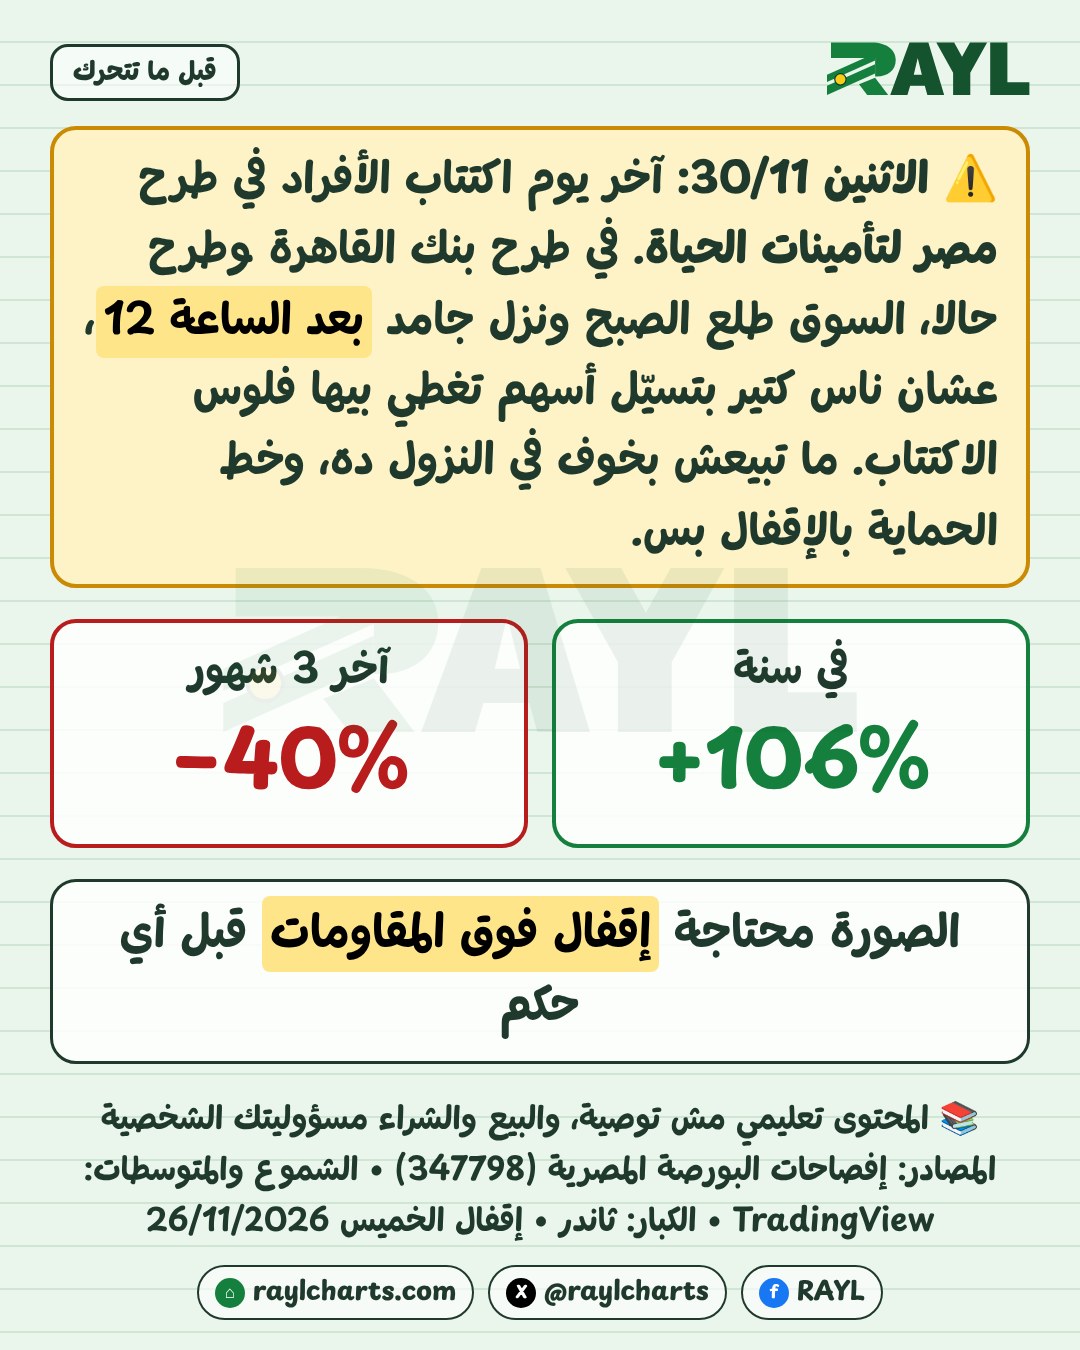 RAYL
قبل ما تتحرك
⚠️ الاثنين 30/11: آخر يوم اكتتاب الأفراد في طرح
مصر لتأمينات الحياة. في طرح بنك القاهرة وطرح
حالا، السوق طلع الصبح ونزل جامد بعد الساعة 12،
عشان ناس كتير بتسيّل أسهم تغطي بيها فلوس
الاكتتاب. ما تبيعش بخوف في النزول ده، وخط
الحماية بالإقفال بس.
RAYL
في سنة
+106%
آخر 3 شهور
-40%
الصورة محتاجة إقفال فوق المقاومات قبل أي
حكم
📚 المحتوى تعليمي مش توصية، والبيع والشراء مسؤوليتك الشخصية
المصادر: إفصاحات البورصة المصرية (347798) • الشموع والمتوسطات:
TradingView • الكبار: ثاندر • إقفال الخميس 26/11/2026
RAYL
@raylcharts
raylcharts.com